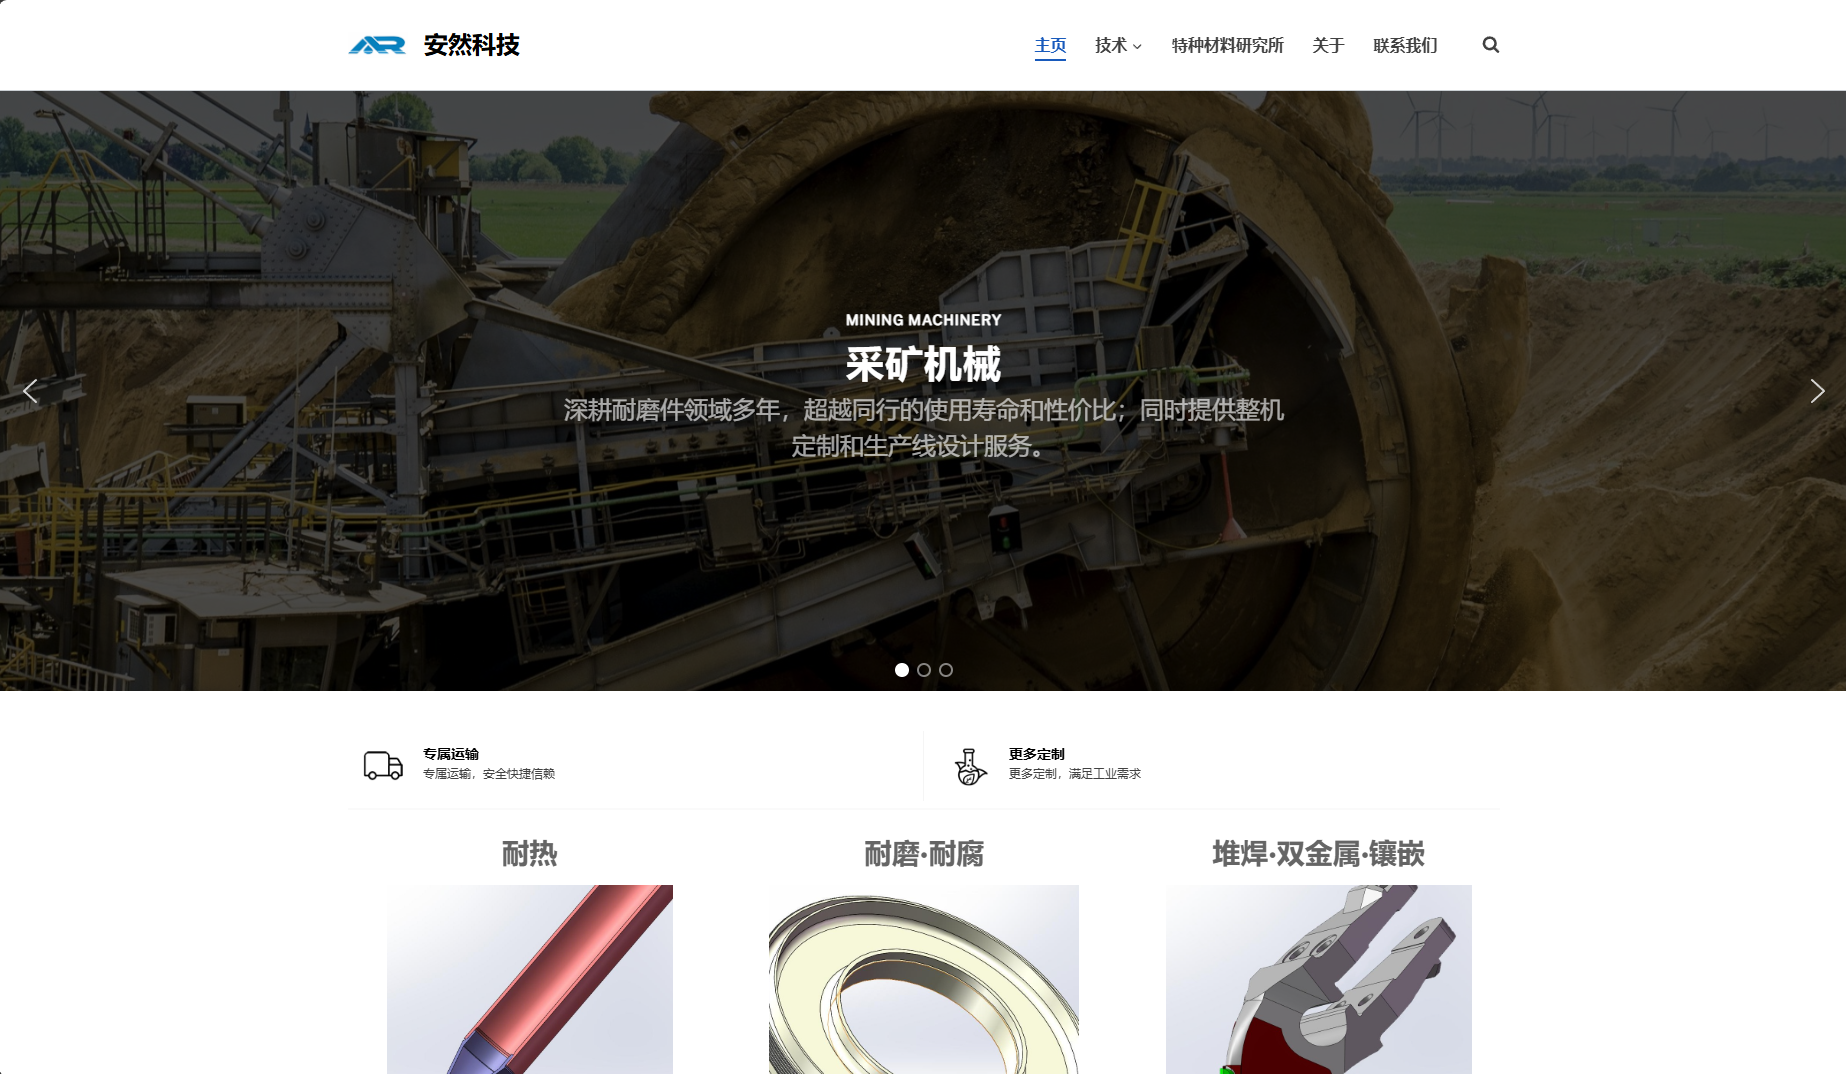 AR 安然科技
主页 技术 特种材料研究所 关于 联系我们
MINING MACHINERY
采矿机械
深耕耐磨件领域多年，超越同行的使用寿命和性价比；同时提供整机
定制和生产线设计服务。
专属运输
专属运输，安全快捷信赖
更多定制
更多定制，满足工业需求
耐热
耐磨·耐腐
堆焊·双金属·镶嵌